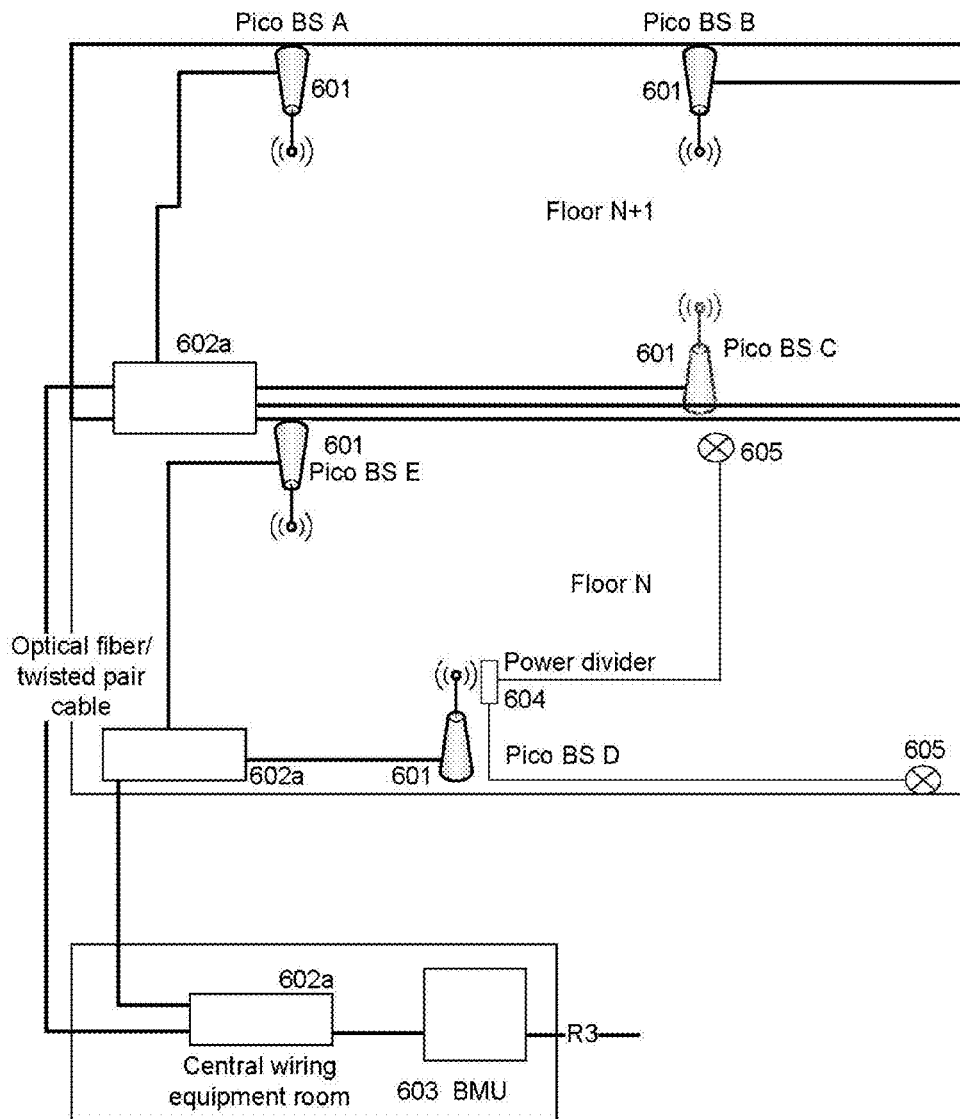 Pico BS A
Pico BS B
601
601
Floor N+1
602a
601
Pico BS C
601
Pico BS E
605
Floor N
Optical fiber/
twisted pair
cable
Power divider
604
Pico BS D
602a
601
605
602a
R3
Central wiring
equipment room
603 BMU